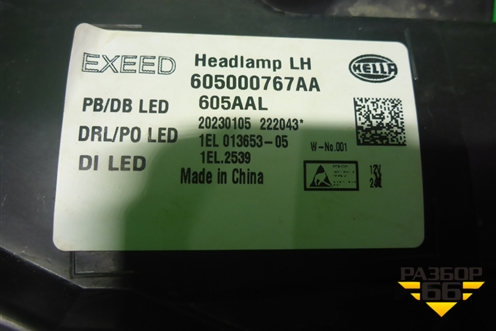 EXEED Headlamp LH HELLA
605000767AA
PB/DB LED 605AAL
20230105 222043*
DRL/PO LED 1EL 013653-05 W-No.001
DI LED 1EL.2539 12V
Made in China
РАЗБОР
66